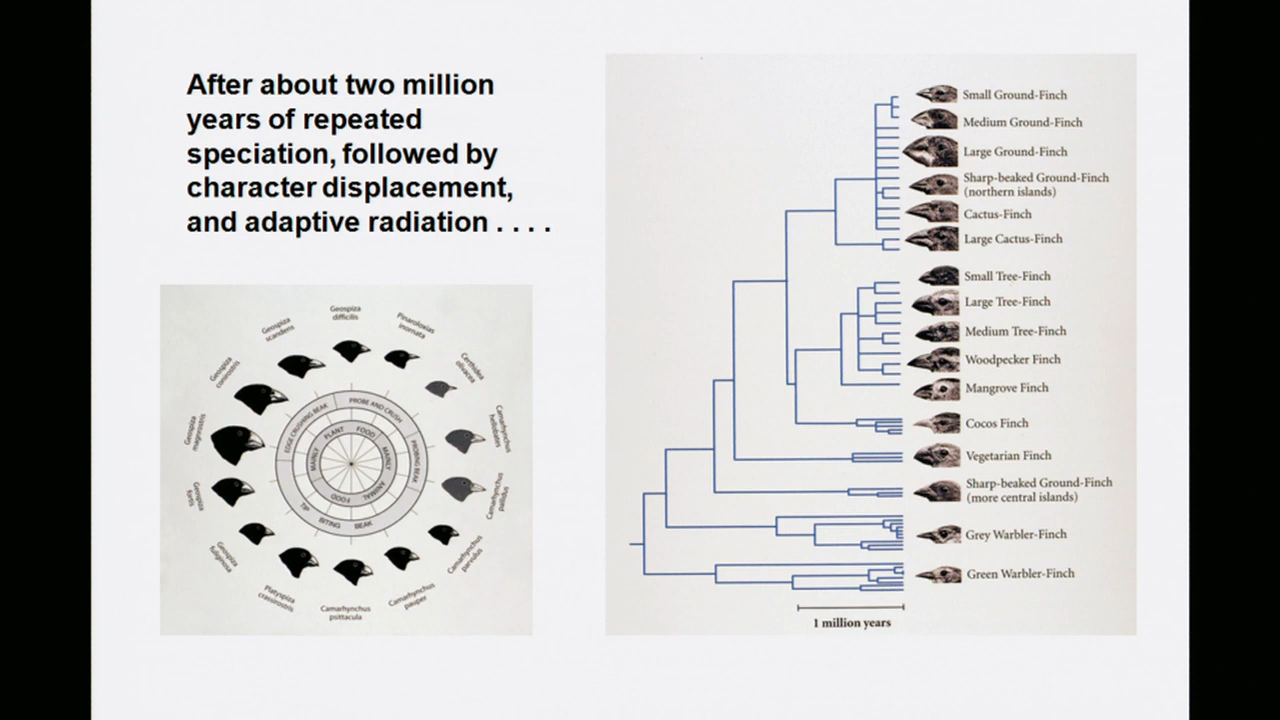 After about two million
years of repeated
speciation, followed by
character displacement,
and adaptive radiation . . . .
Geospiza
difficilis
Pinaroloxias
inornata
Certhidea
olivacea
Camarhynchus
heliobates
Camarhynchus
pallidus
Camarhynchus
parvulus
Camarhynchus
pauper
Camarhynchus
psittacula
Platyspiza
crassirostris
Geospiza
fuliginosa
Geospiza
fortis
Geospiza
magnirostris
Geospiza
conirostris
Geospiza
scandens
EDGE CRUSHING BEAK
PROBE AND CRUSH
PROBING BEAK
TIP BITING BEAK
MAINLY PLANT FOOD
MAINLY ANIMAL FOOD
Small Ground-Finch
Medium Ground-Finch
Large Ground-Finch
Sharp-beaked Ground-Finch
(northern islands)
Cactus-Finch
Large Cactus-Finch
Small Tree-Finch
Large Tree-Finch
Medium Tree-Finch
Woodpecker Finch
Mangrove Finch
Cocos Finch
Vegetarian Finch
Sharp-beaked Ground-Finch
(more central islands)
Grey Warbler-Finch
Green Warbler-Finch
1 million years